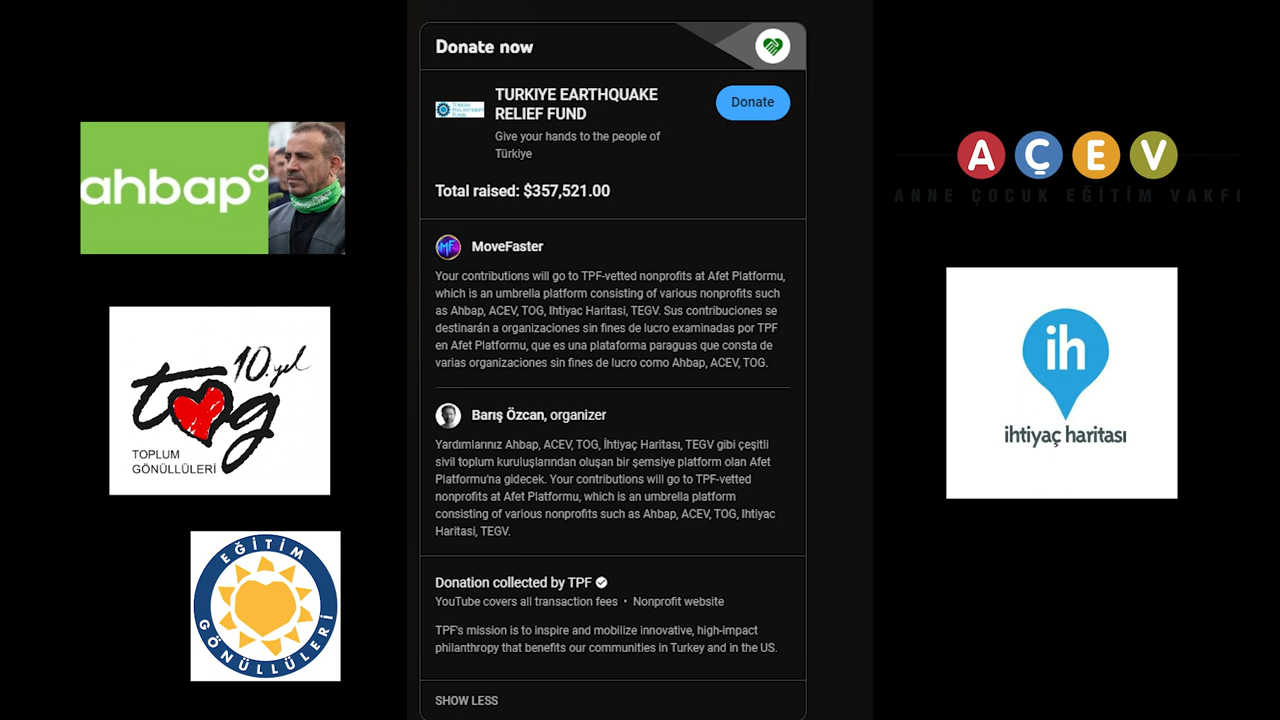 Donate now
TURKIYE EARTHQUAKE
RELIEF FUND
Donate
Give your hands to the people of
Türkiye
Total raised: $357,521.00
MoveFaster
Your contributions will go to TPF-vetted nonprofits at Afet Platformu,
which is an umbrella platform consisting of various nonprofits such
as Ahbap, ACEV, TOG, Ihtiyac Haritasi, TEGV. Sus contribuciones se
destinarán a organizaciones sin fines de lucro examinadas por TPF
en Afet Platformu, que es una plataforma paraguas que consta de
varias organizaciones sin fines de lucro como Ahbap, ACEV, TOG.
Barış Özcan, organizer
Yardımlarınız Ahbap, ACEV, TOG, İhtiyaç Haritası, TEGV gibi çeşitli
sivil toplum kuruluşlarından oluşan bir şemsiye platform olan Afet
Platformu'na gidecek. Your contributions will go to TPF-vetted
nonprofits at Afet Platformu, which is an umbrella platform
consisting of various nonprofits such as Ahbap, ACEV, TOG, Ihtiyac
Haritasi, TEGV.
Donation collected by TPF
YouTube covers all transaction fees • Nonprofit website
TPF's mission is to inspire and mobilize innovative, high-impact
philanthropy that benefits our communities in Turkey and in the US.
SHOW LESS
ahbap
10.yıl
tog
TOPLUM
GÖNÜLLÜLERİ
EĞİTİM
GÖNÜLLÜLERİ
AÇEV
ANNE ÇOCUK EĞİTİM VAKFI
ih
ihtiyaç haritası